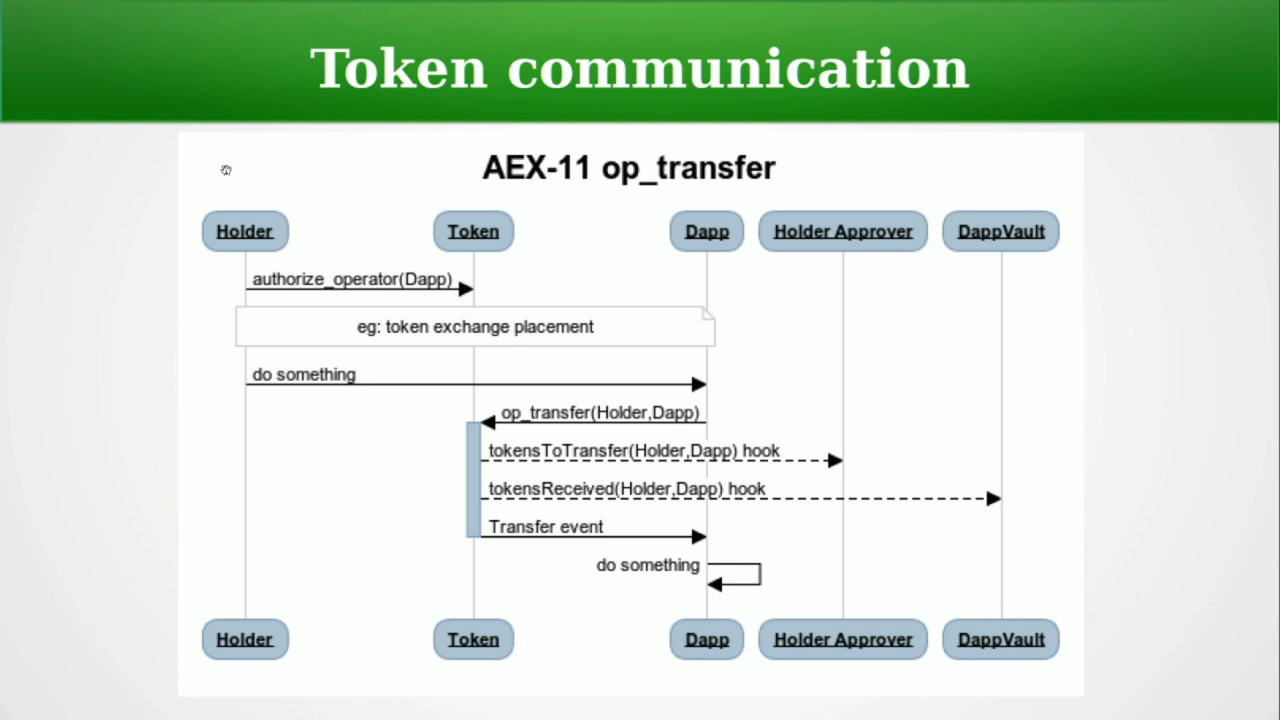 Token communication
AEX-11 op_transfer
Holder Token Dapp Holder Approver DappVault
authorize_operator(Dapp)
eg: token exchange placement
do something
op_transfer(Holder,Dapp)
tokensToTransfer(Holder,Dapp) hook
tokensReceived(Holder,Dapp) hook
Transfer event
do something
Holder Token Dapp Holder Approver DappVault